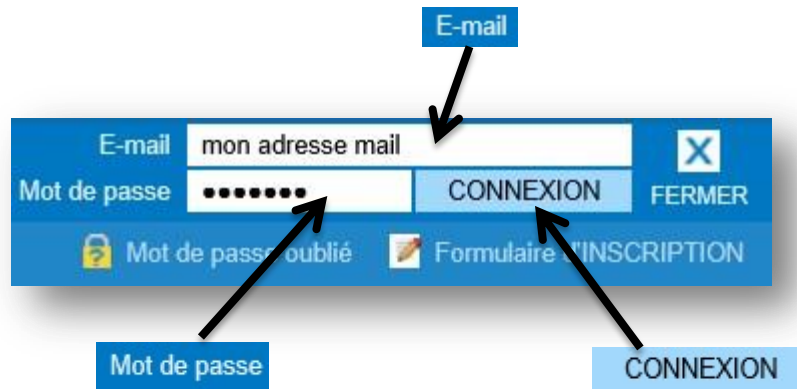 E-mail
E-mail mon adresse mail X
Mot de passe ●●●●●●● CONNEXION FERMER
Mot de passe oublié Formulaire d'INSCRIPTION
Mot de passe
CONNEXION